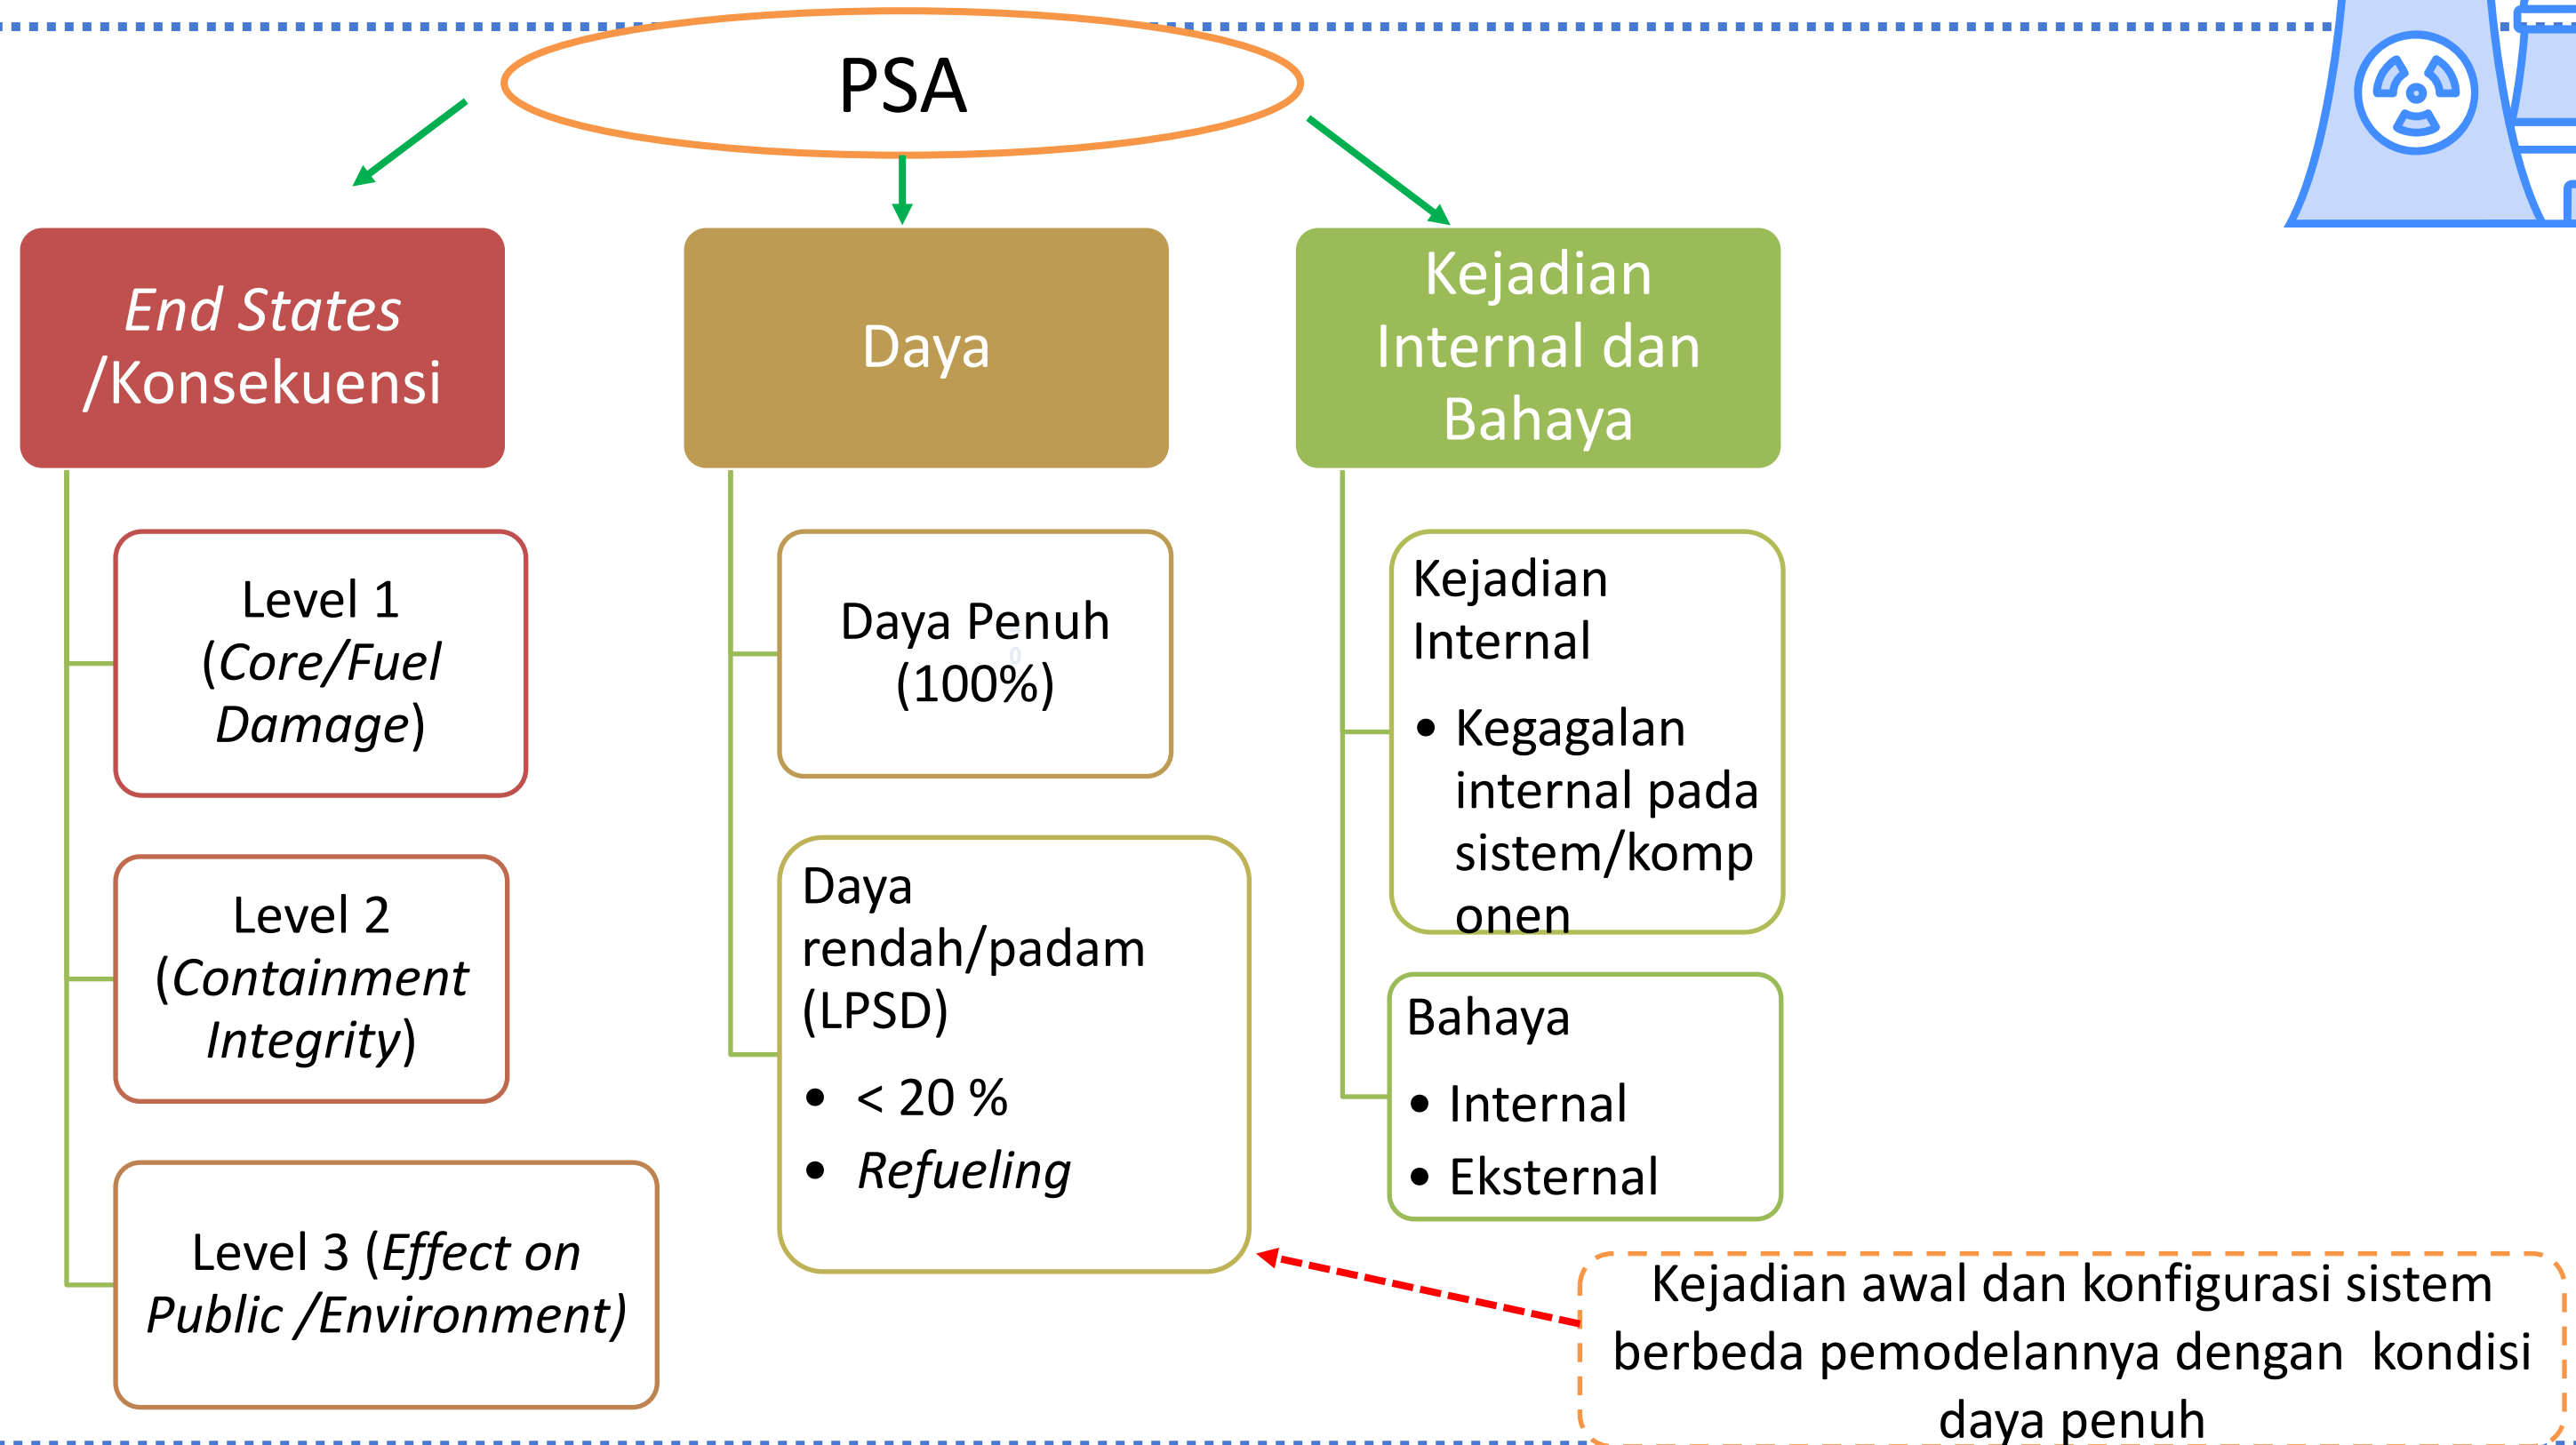 PSA
End States
/Konsekuensi
Level 1
(Core/Fuel
Damage)
Level 2
(Containment
Integrity)
Level 3 (Effect on
Public /Environment)
Daya
Daya Penuh
(100%)
0
Daya
rendah/padam
(LPSD)
• < 20 %
• Refueling
Kejadian
Internal dan
Bahaya
Kejadian
Internal
• Kegagalan
internal pada
sistem/komp
onen
Bahaya
• Internal
• Eksternal
Kejadian awal dan konfigurasi sistem
berbeda pemodelannya dengan kondisi
daya penuh